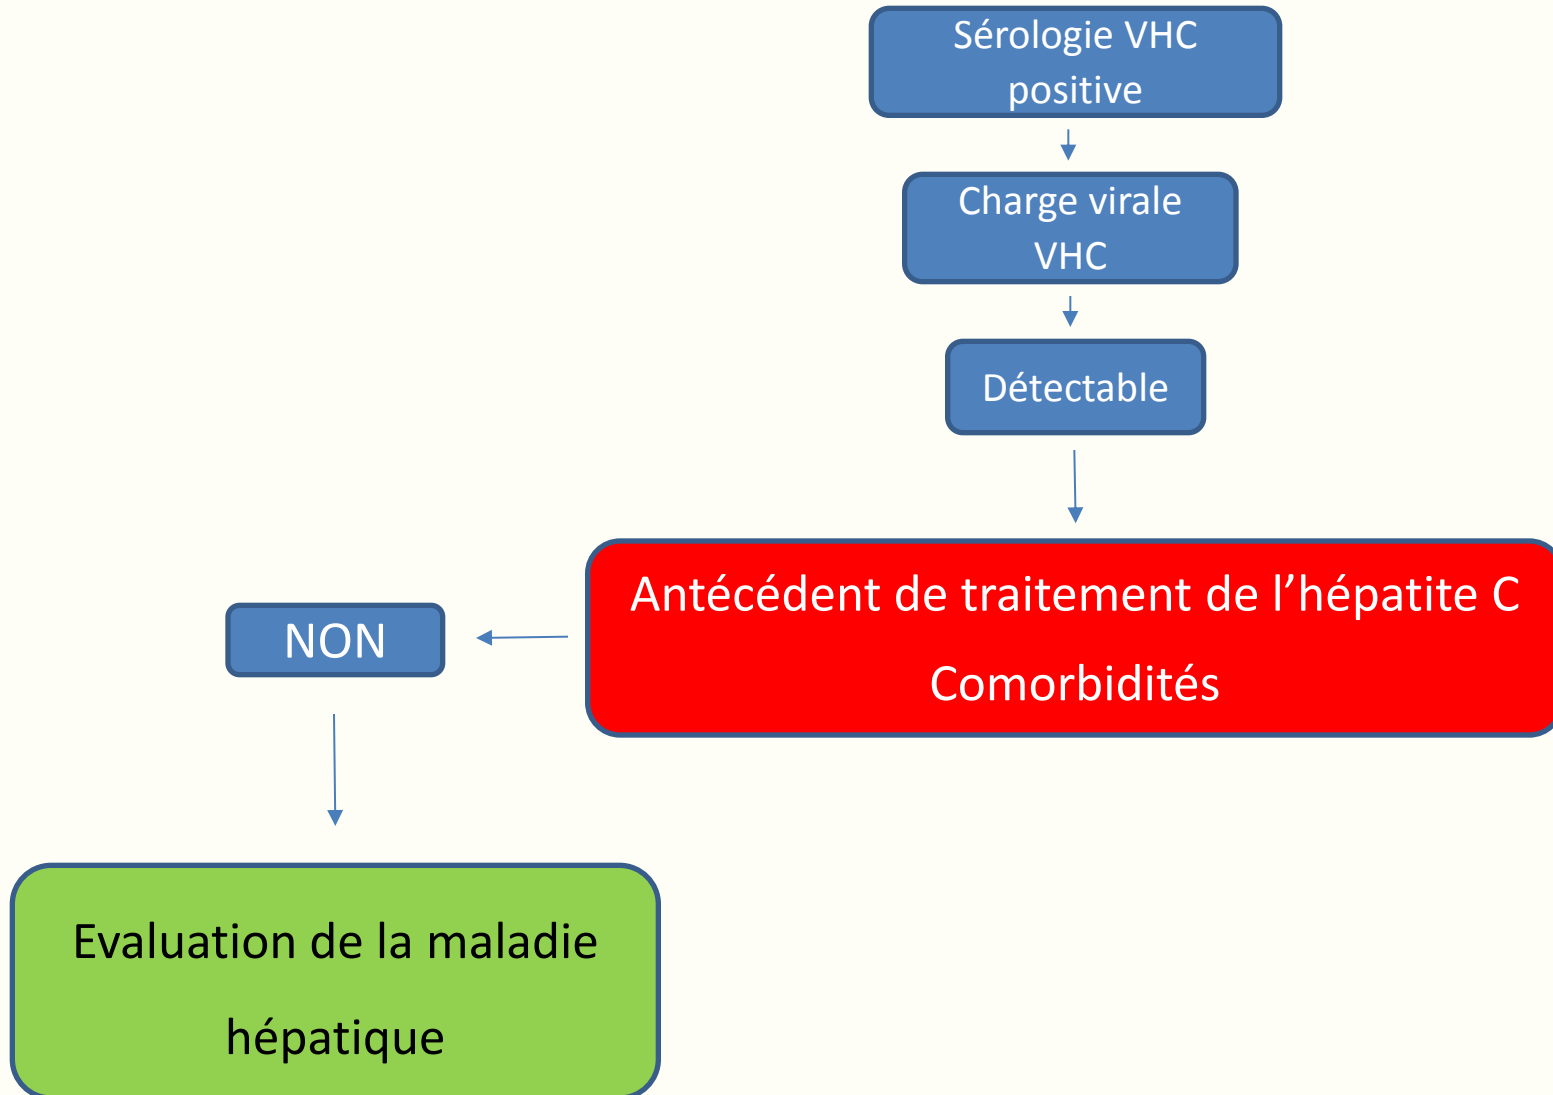 Sérologie VHC
positive
Charge virale
VHC
Détectable
Antécédent de traitement de l’hépatite C
Comorbidités
NON
Evaluation de la maladie
hépatique